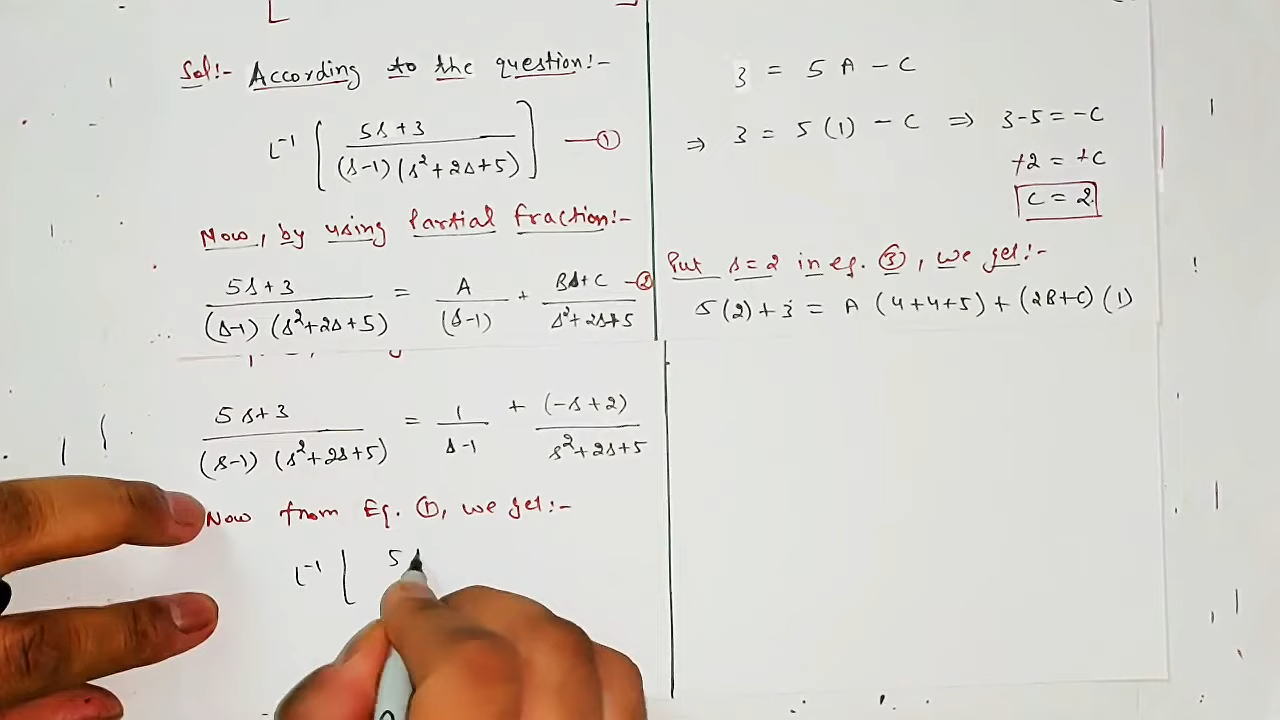 Sol:- According to the question:-
L⁻¹ [ 5s+3 / (s-1)(s²+2s+5) ] —①
Now, by using Partial fraction:-
5s+3 / (s-1)(s²+2s+5) = A / (s-1) + Bs+C / s²+2s+5 —②
5s+3 / (s-1)(s²+2s+5) = 1 / s-1 + (-s+2) / s²+2s+5
Now from Eq. ①, we get:-
L⁻¹ [ 5s
3 = 5A - C
⇒ 3 = 5(1) - C ⇒ 3-5 = -C
+2 = +C
C = 2.
Put s=2 in eq. ③, we get:-
5(2)+3 = A(4+4+5) + (2B+C)(1)